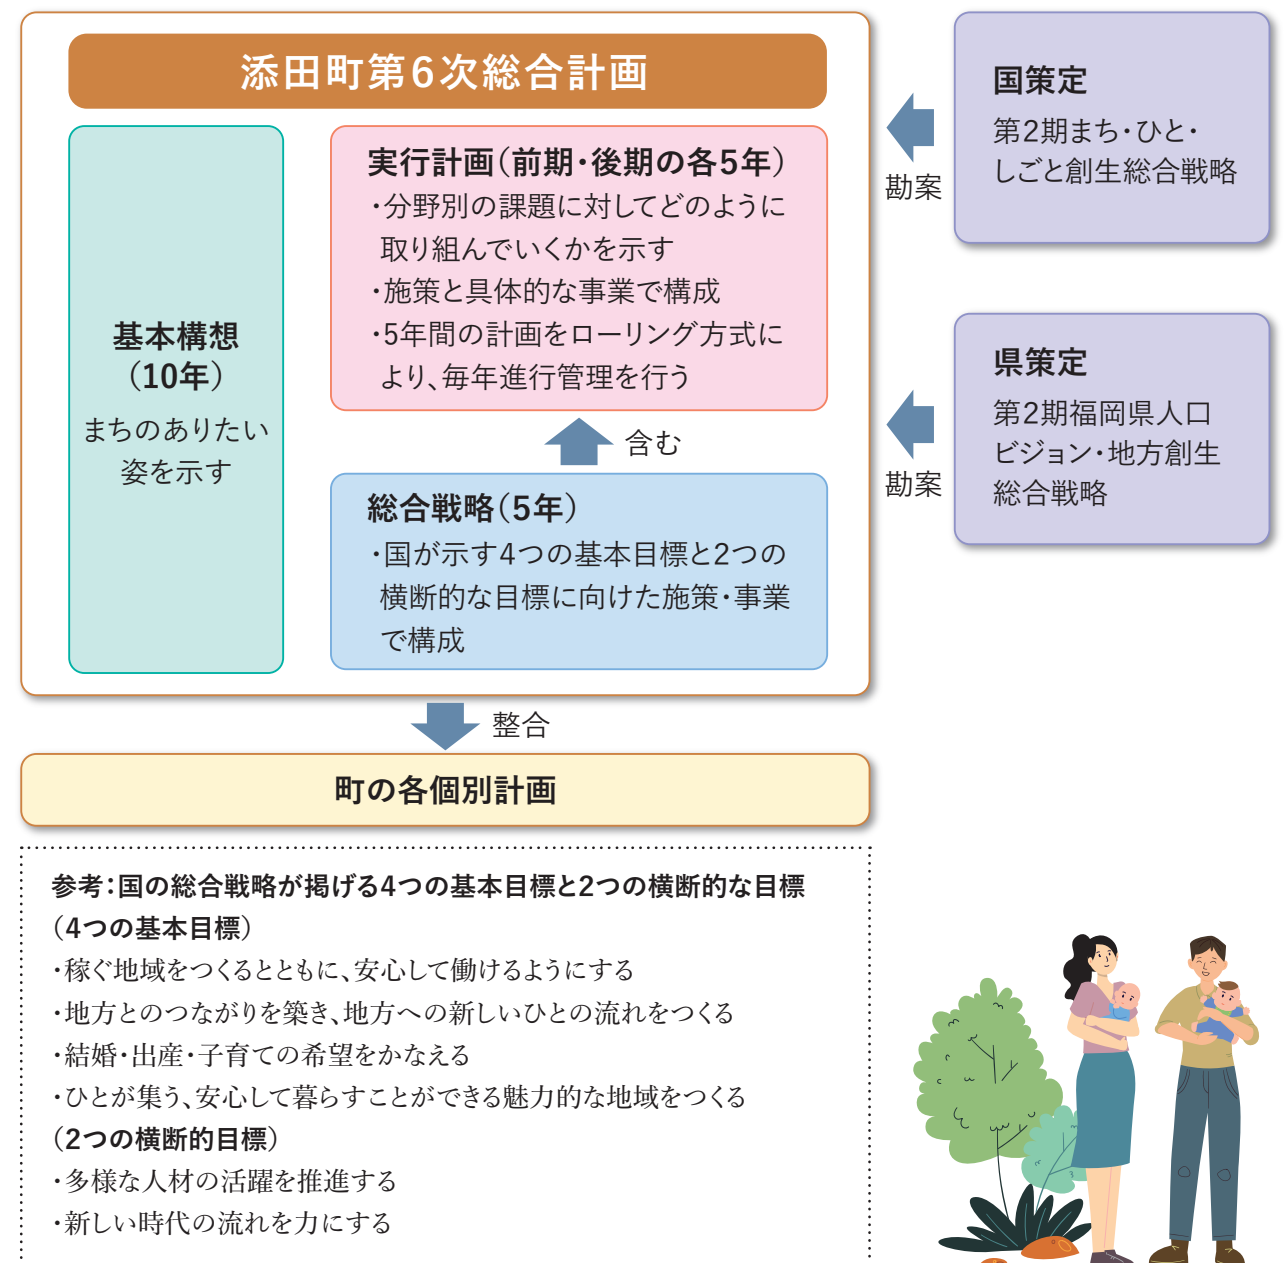 添田町第6次総合計画
基本構想
（10年）
まちのありたい
姿を示す
実行計画（前期・後期の各5年）
・分野別の課題に対してどのように
取り組んでいくかを示す
・施策と具体的な事業で構成
・5年間の計画をローリング方式に
より、毎年進行管理を行う
含む
総合戦略（5年）
・国が示す4つの基本目標と2つの
横断的な目標に向けた施策・事業
で構成
勘案
国策定
第2期まち・ひと・
しごと創生総合戦略
勘案
県策定
第2期福岡県人口
ビジョン・地方創生
総合戦略
整合
町の各個別計画
参考：国の総合戦略が掲げる4つの基本目標と2つの横断的な目標
（4つの基本目標）
・稼ぐ地域をつくるとともに、安心して働けるようにする
・地方とのつながりを築き、地方への新しいひとの流れをつくる
・結婚・出産・子育ての希望をかなえる
・ひとが集う、安心して暮らすことができる魅力的な地域をつくる
（2つの横断的目標）
・多様な人材の活躍を推進する
・新しい時代の流れを力にする